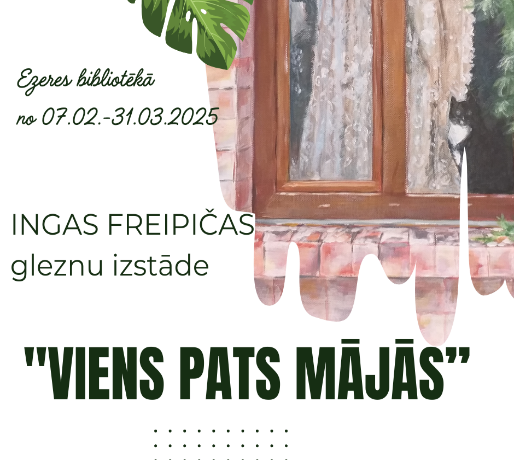 Ezeres bibliotēkā
no 07.02.-31.03.2025
INGAS FREIPIČAS
gleznu izstāde
"VIENS PATS MĀJĀS”